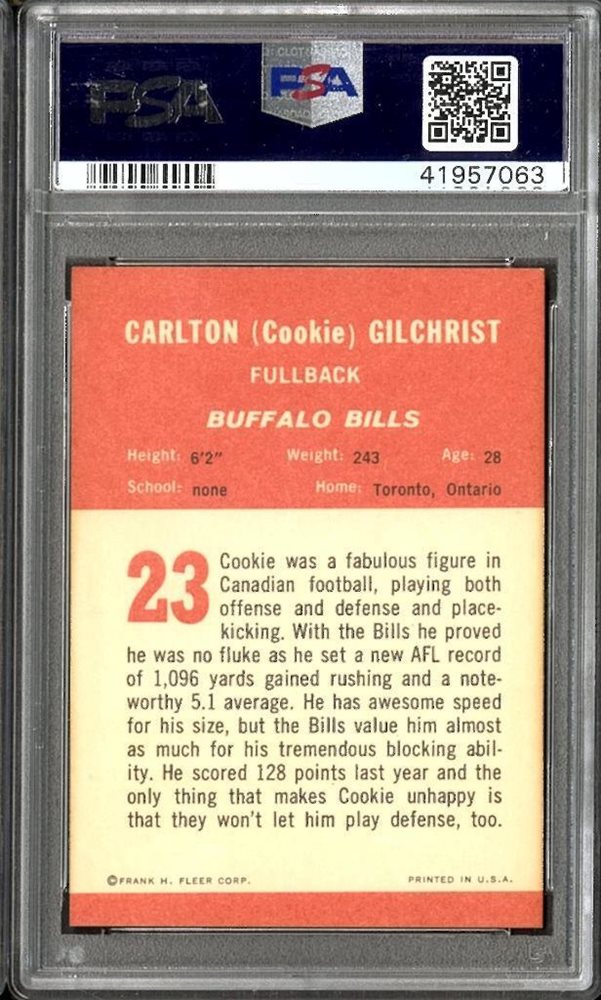 PSA
PSA
41957063
CARLTON (Cookie) GILCHRIST
FULLBACK
BUFFALO BILLS
Height: 6'2" Weight: 243 Age: 28
School: none Home: Toronto, Ontario
23
Cookie was a fabulous figure in
Canadian football, playing both
offense and defense and place-
kicking. With the Bills he proved
he was no fluke as he set a new AFL record
of 1,096 yards gained rushing and a note-
worthy 5.1 average. He has awesome speed
for his size, but the Bills value him almost
as much for his tremendous blocking abil-
ity. He scored 128 points last year and the
only thing that makes Cookie unhappy is
that they won't let him play defense, too.
©FRANK H. FLEER CORP. PRINTED IN U.S.A.